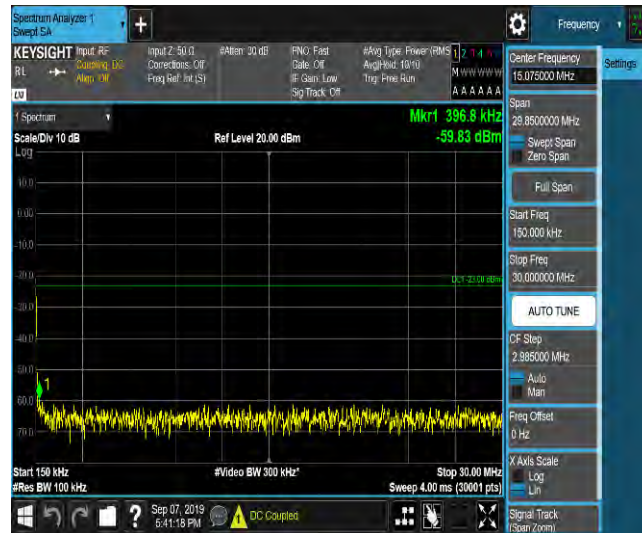 Spectrum Analyzer 1
Swept SA
Frequency
KEYSIGHT
Input: RF
Coupling: DC
Align: Off
Input Z: 50 Ω
Corrections: Off
Freq Ref: Int (S)
#Atten: 30 dB
PNO: Fast
Gate: Off
IF Gain: Low
Sig Track: Off
#Avg Type: Power (RMS
Avg|Hold: 10/10
Trig: Free Run
1 2 3 4 5
M W W W W W
A A A A A A
RL
LXI
1 Spectrum
Scale/Div 10 dB
Ref Level 20.00 dBm
Mkr1 396.8 kHz
-59.83 dBm
Log
10.0
0.00
-10.0
-20.0
DL1 -23.00 dBm
-30.0
-40.0
-50.0
1
-60.0
-70.0
Start 150 kHz
#Video BW 300 kHz*
Stop 30.00 MHz
#Res BW 100 kHz
Sweep 4.00 ms (30001 pts)
Sep 07, 2019
5:41:18 PM
DC Coupled
Center Frequency
15.075000 MHz
Settings
Span
29.8500000 MHz
Swept Span
Zero Span
Full Span
Start Freq
150.000 kHz
Stop Freq
30.000000 MHz
AUTO TUNE
CF Step
2.985000 MHz
Auto
Man
Freq Offset
0 Hz
X Axis Scale
Log
Lin
Signal Track
(Span Zoom)